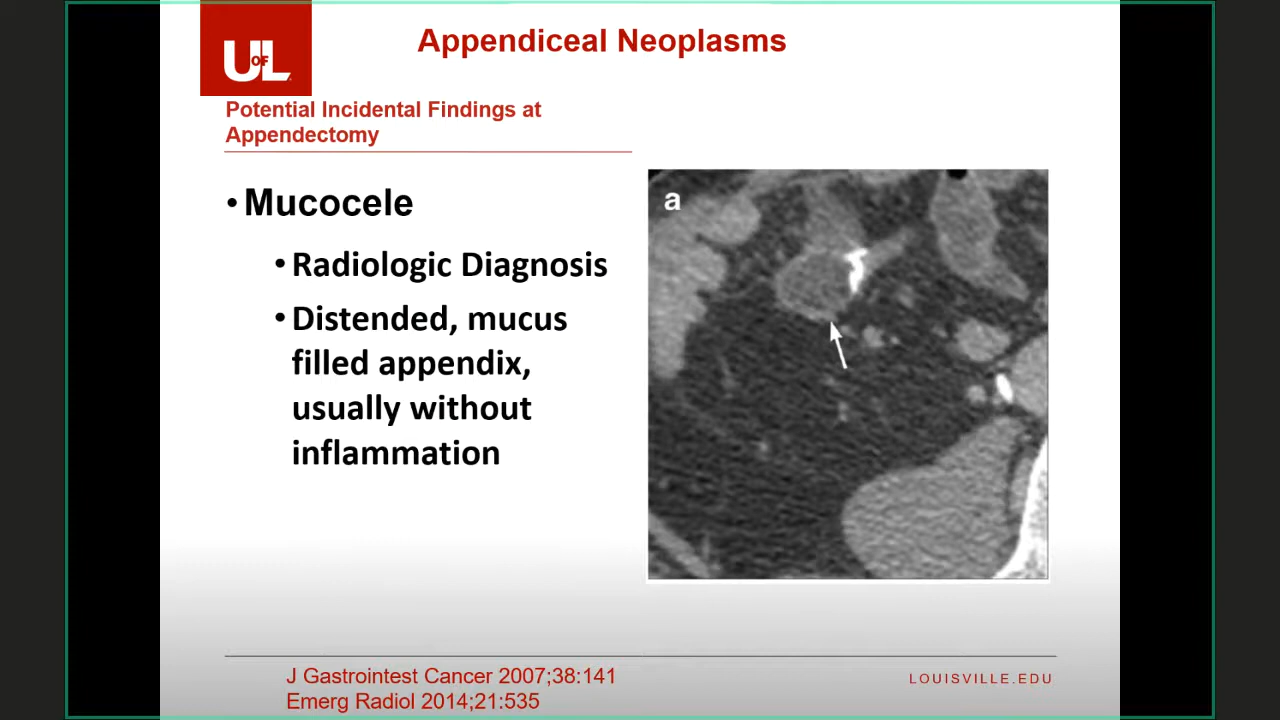 U OF L
Appendiceal Neoplasms
Potential Incidental Findings at
Appendectomy
• Mucocele
• Radiologic Diagnosis
• Distended, mucus
filled appendix,
usually without
inflammation
a
J Gastrointest Cancer 2007;38:141
Emerg Radiol 2014;21:535
LOUISVILLE.EDU